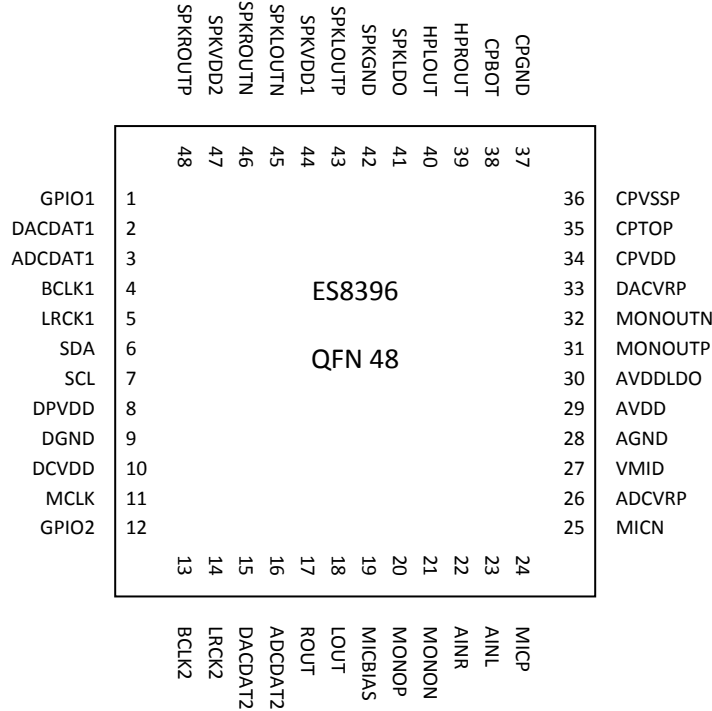 SPKROUTP
SPKVDD2
SPKROUTN
SPKLOUTN
SPKVDD1
SPKLOUTP
SPKGND
SPKLDO
HPLOUT
HPROUT
CPBOT
CPGND
48
47
46
45
44
43
42
41
40
39
38
37
GPIO1 1
DACDAT1 2
ADCDAT1 3
BCLK1 4
LRCK1 5
SDA 6
SCL 7
DPVDD 8
DGND 9
DCVDD 10
MCLK 11
GPIO2 12
ES8396
QFN 48
36 CPVSSP
35 CPTOP
34 CPVDD
33 DACVRP
32 MONOUTN
31 MONOUTP
30 AVDDLDO
29 AVDD
28 AGND
27 VMID
26 ADCVRP
25 MICN
13
14
15
16
17
18
19
20
21
22
23
24
BCLK2
LRCK2
DACDAT2
ADCDAT2
ROUT
LOUT
MICBIAS
MONOP
MONON
AINR
AINL
MICP